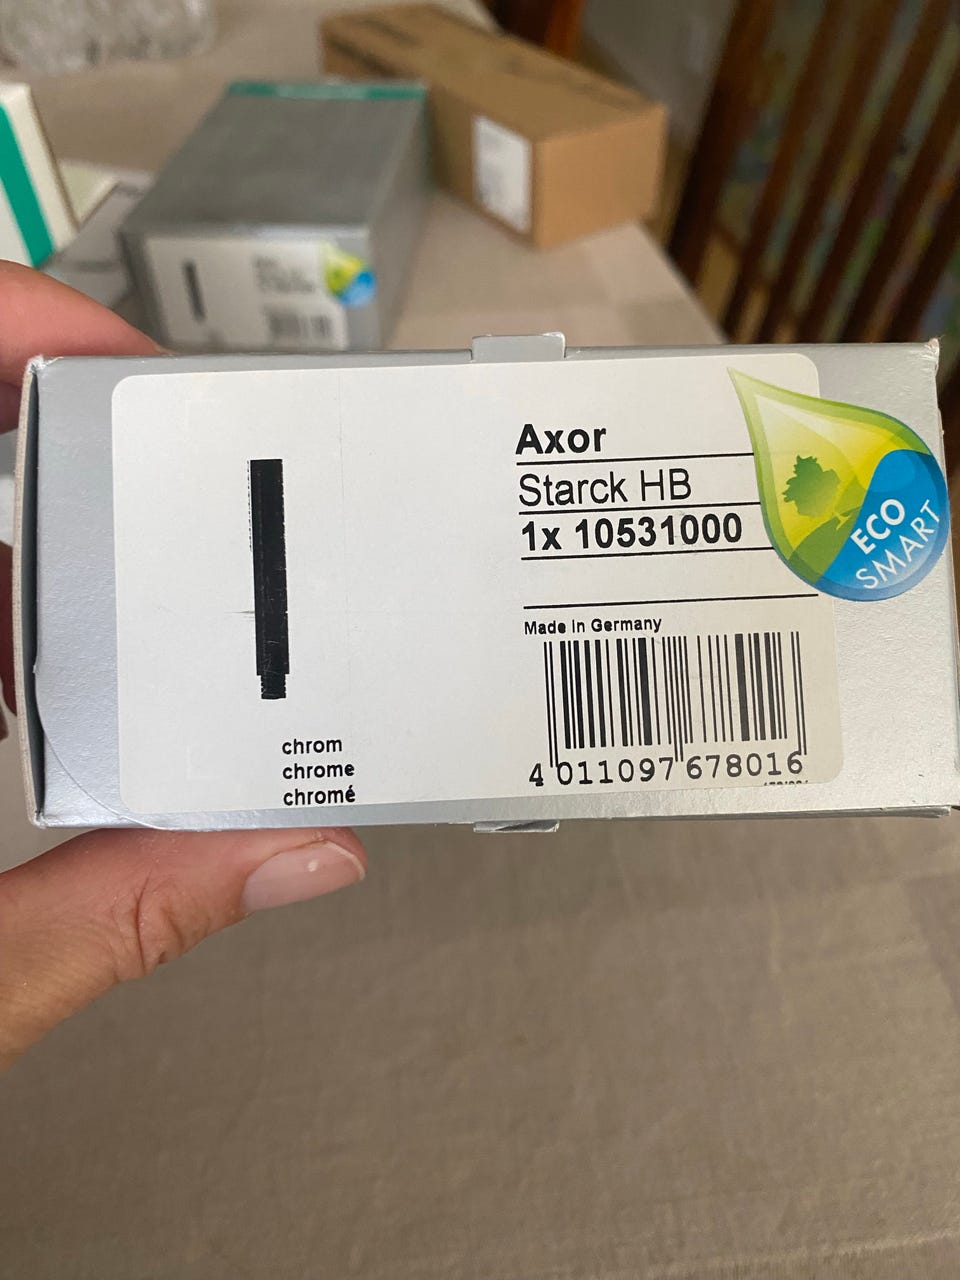 Axor
Starck HB
1x 10531000
ECO
SMART
Made in Germany
4 011097 678016
chrom
chrome
chromé